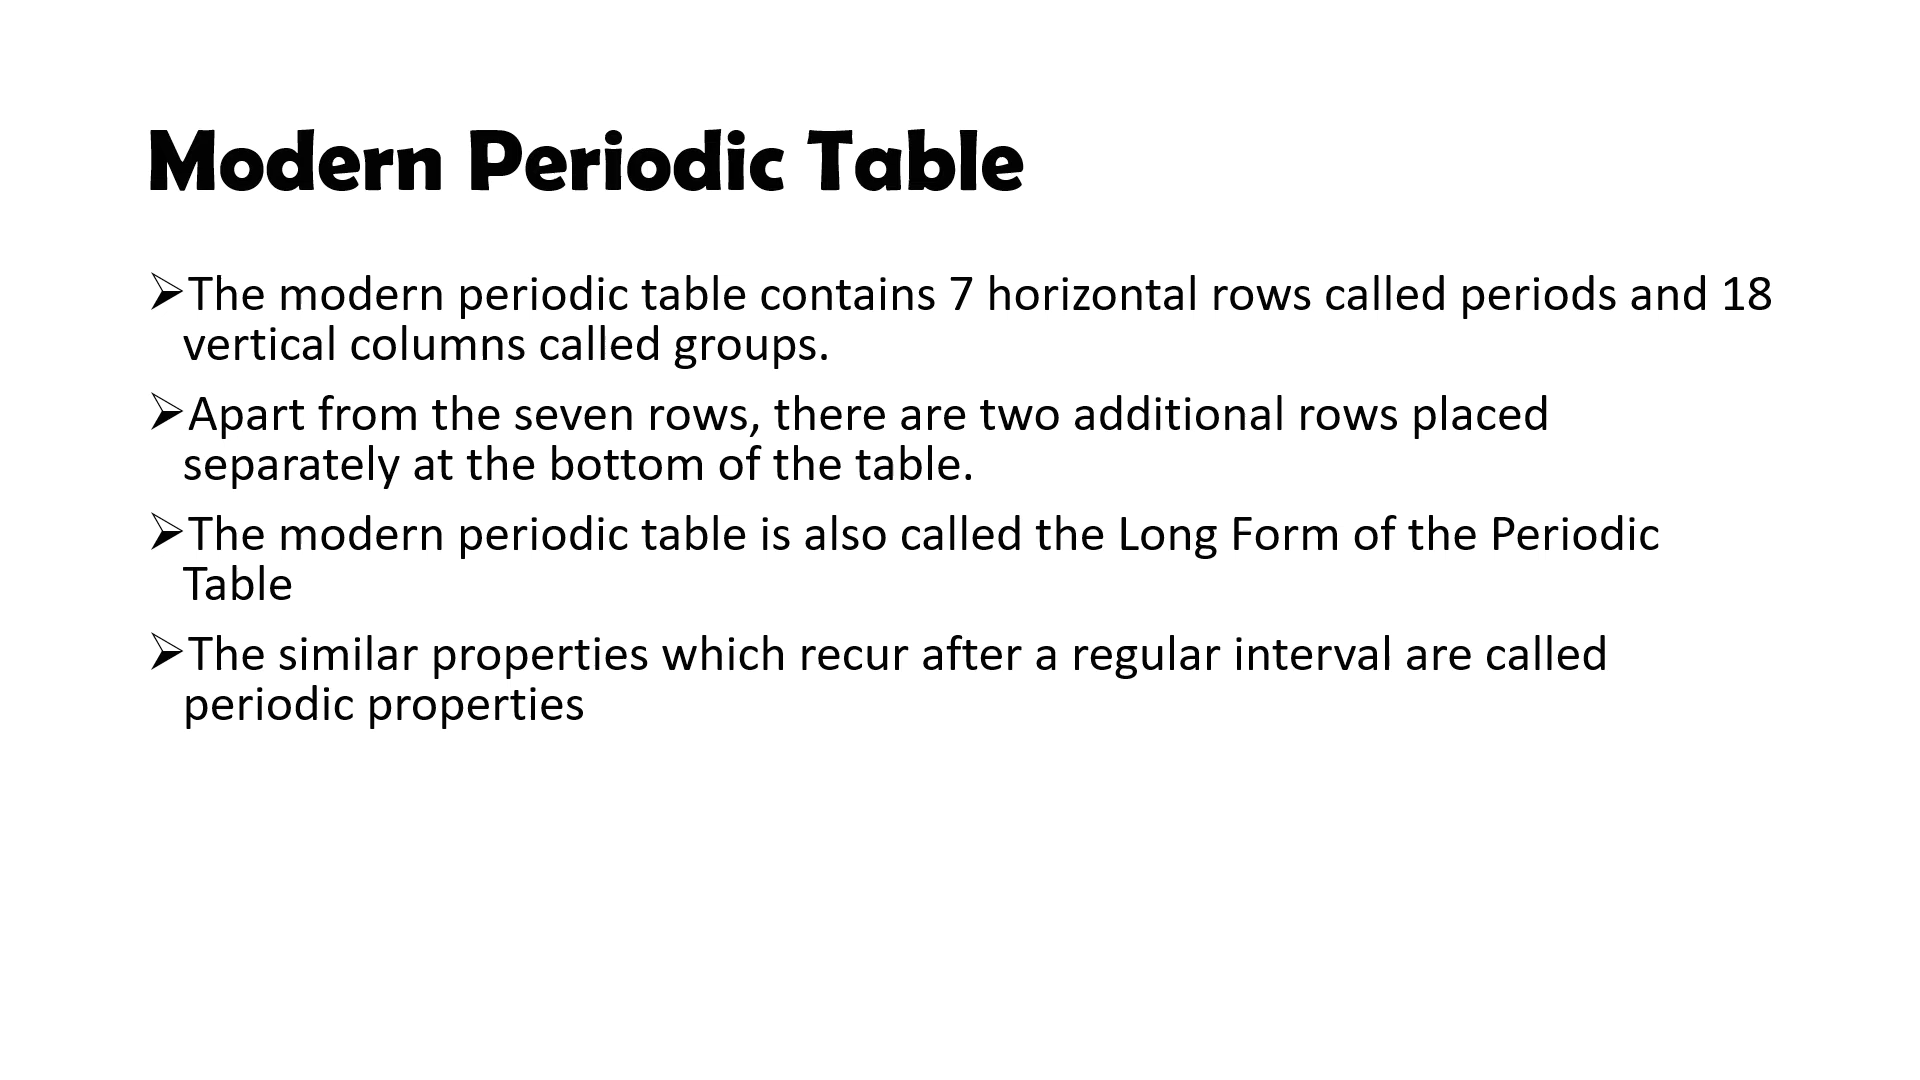 Modern Periodic Table
➢The modern periodic table contains 7 horizontal rows called periods and 18
vertical columns called groups.
➢Apart from the seven rows, there are two additional rows placed
separately at the bottom of the table.
➢The modern periodic table is also called the Long Form of the Periodic
Table
➢The similar properties which recur after a regular interval are called
periodic properties